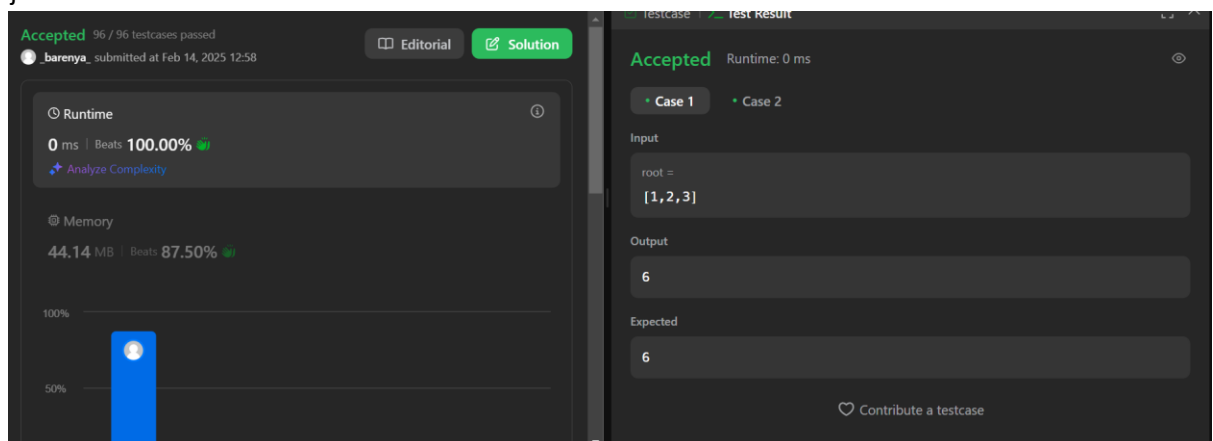 Accepted 96 / 96 testcases passed
_barenya_ submitted at Feb 14, 2025 12:58
Editorial
Solution
Runtime
0 ms | Beats 100.00%
Analyze Complexity
Memory
44.14 MB | Beats 87.50%
100%
50%
Testcase | >_ Test Result
Accepted Runtime: 0 ms
• Case 1 • Case 2
Input
root =
[1,2,3]
Output
6
Expected
6
Contribute a testcase